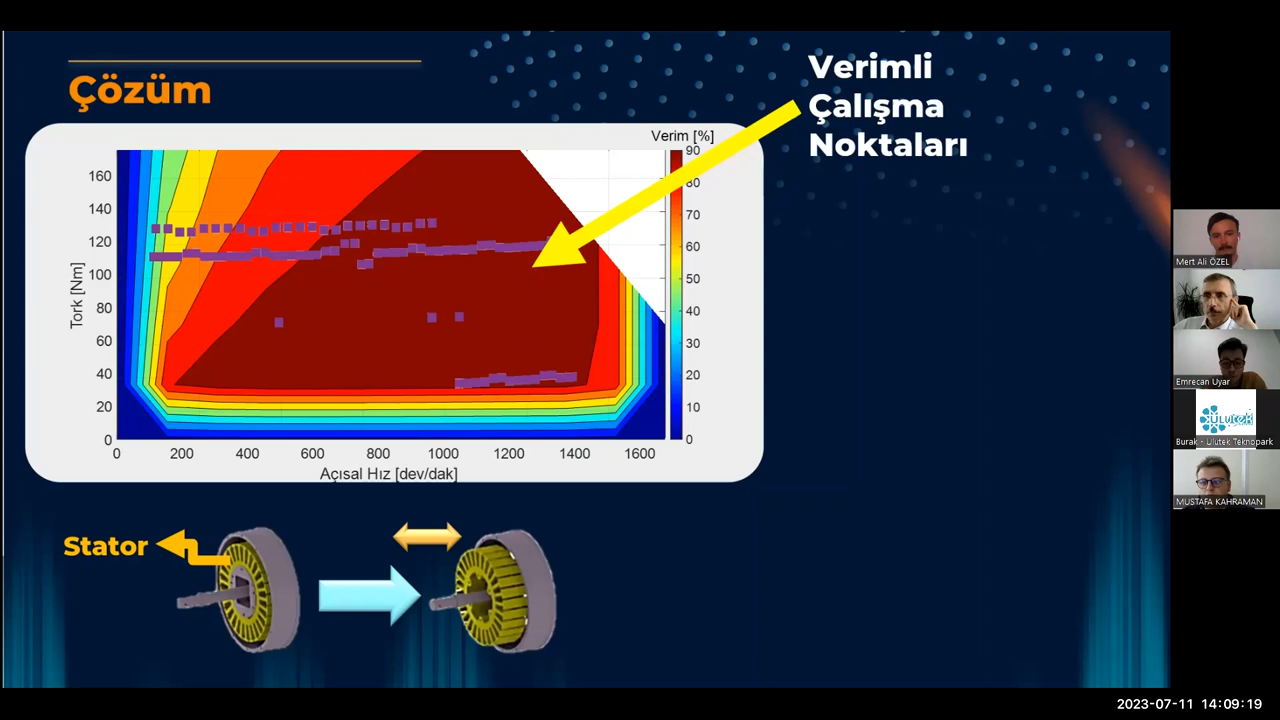 Çözüm
Verimli
Çalışma
Noktaları
Verim [%]
90
80
70
60
50
40
30
20
10
0
160
140
120
100
80
60
40
20
0
Tork [Nm]
0 200 400 600 800 1000 1200 1400 1600
Açısal Hız [dev/dak]
Stator
Mert Ali ÖZEL
Emrecan Uyar
ULUTEK
Burak - Ulutek Teknopark
MUSTAFA KAHRAMAN
2023-07-11 14:09:19